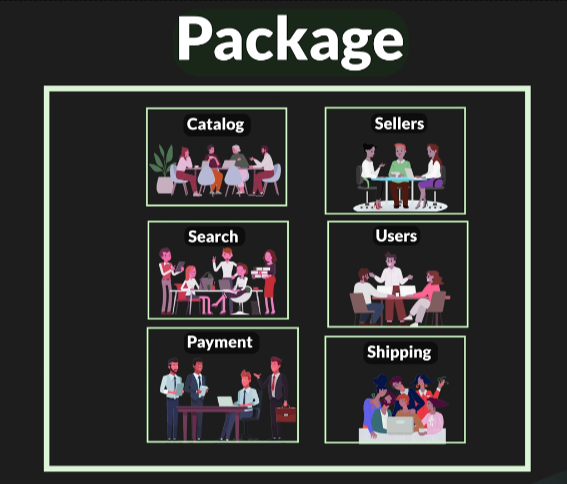 Package
Catalog
Sellers
Search
Users
Payment
Shipping